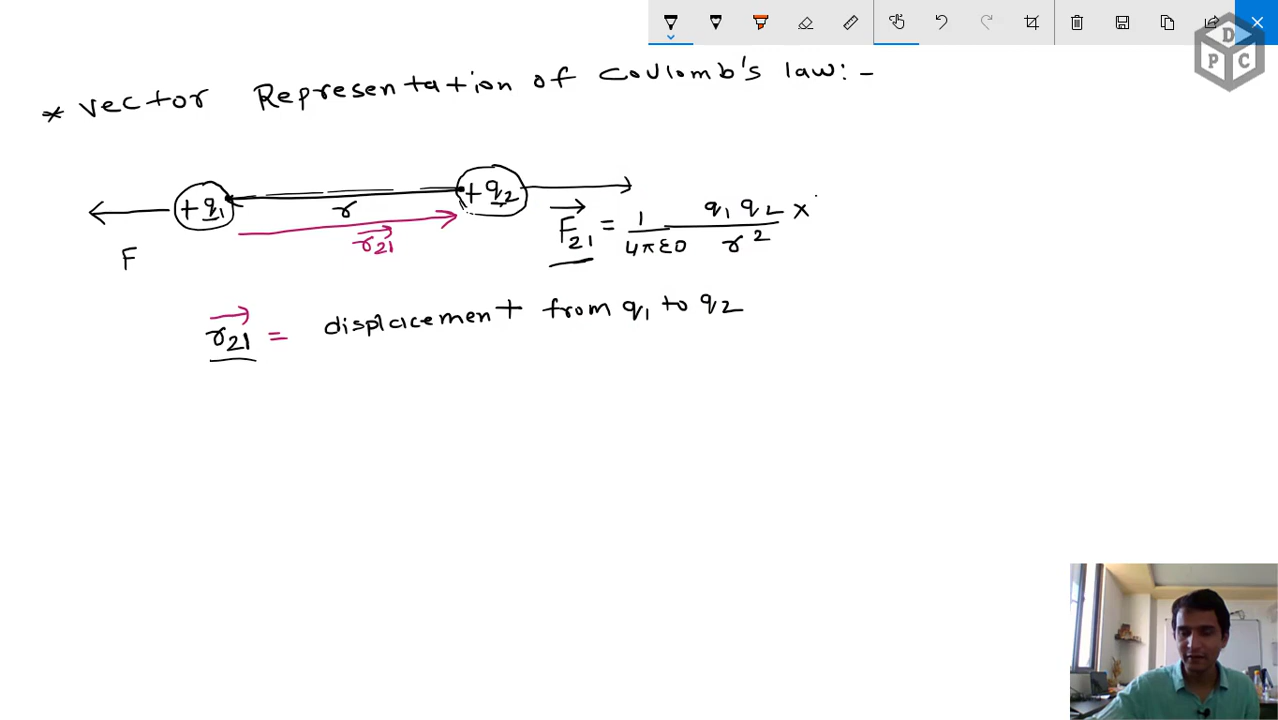 * Vector Representation of Coulomb's law:-
+q₁ r +q₂
F r₂₁→ F₂₁→ = 1/4πε0 q₁q₂/r² ×
r₂₁→ = displacement from q₁ to q₂
D
P C